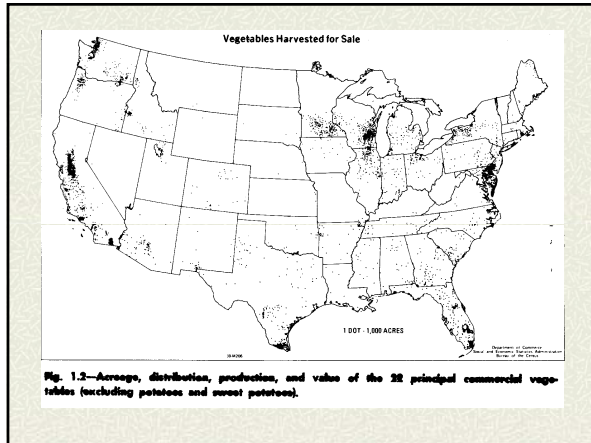 Vegetables Harvested for Sale
1 DOT - 1,000 ACRES
Department of Commerce
Social and Economic Statistics Administration
Bureau of the Census
Fig. 1.2—Acreage, distribution, production, and value of the 22 principal commercial vege-
tables (excluding potatoes and sweet potatoes).